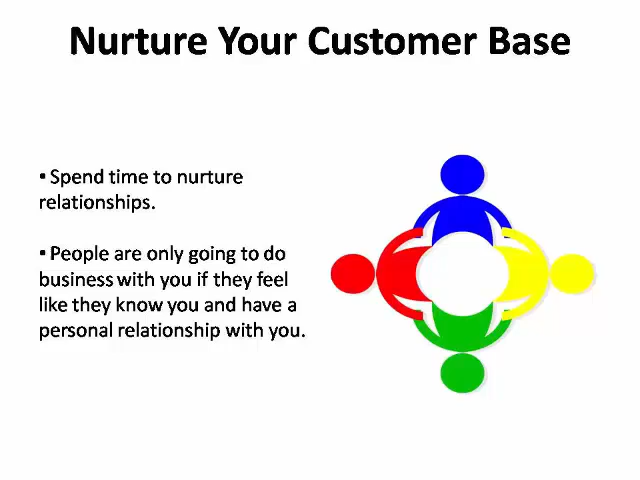 Nurture Your Customer Base
• Spend time to nurture
relationships.
• People are only going to do
business with you if they feel
like they know you and have a
personal relationship with you.